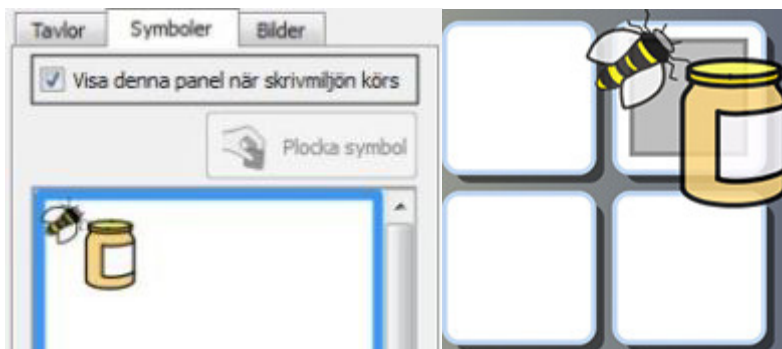 Tavlor Symboler Bilder
Visa denna panel när skrivmiljön körs
Plocka symbol